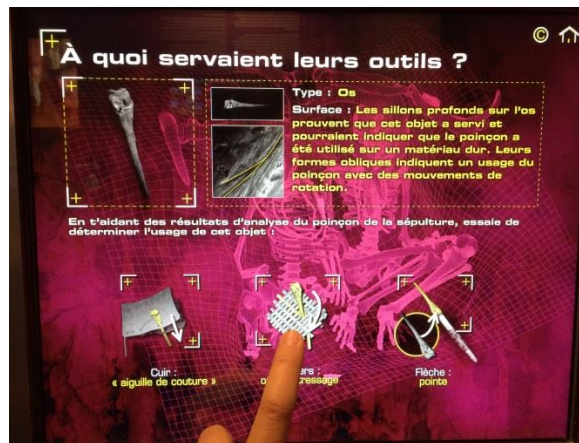 ©
À quoi servaient leurs outils ?
Type : Os
Surface : Les sillons profonds sur l'os
prouvent que cet objet a servi et
pourraient indiquer que le poinçon a
été utilisé sur un matériau dur. Leurs
formes obliques indiquent un usage du
poinçon avec des mouvements de
rotation.
En t'aidant des résultats d'analyse du poinçon de la sépulture, essaie de
déterminer l'usage de cet objet :
Cuir :
« aiguille de couture »
ers :
ressage
Flèche :
pointe